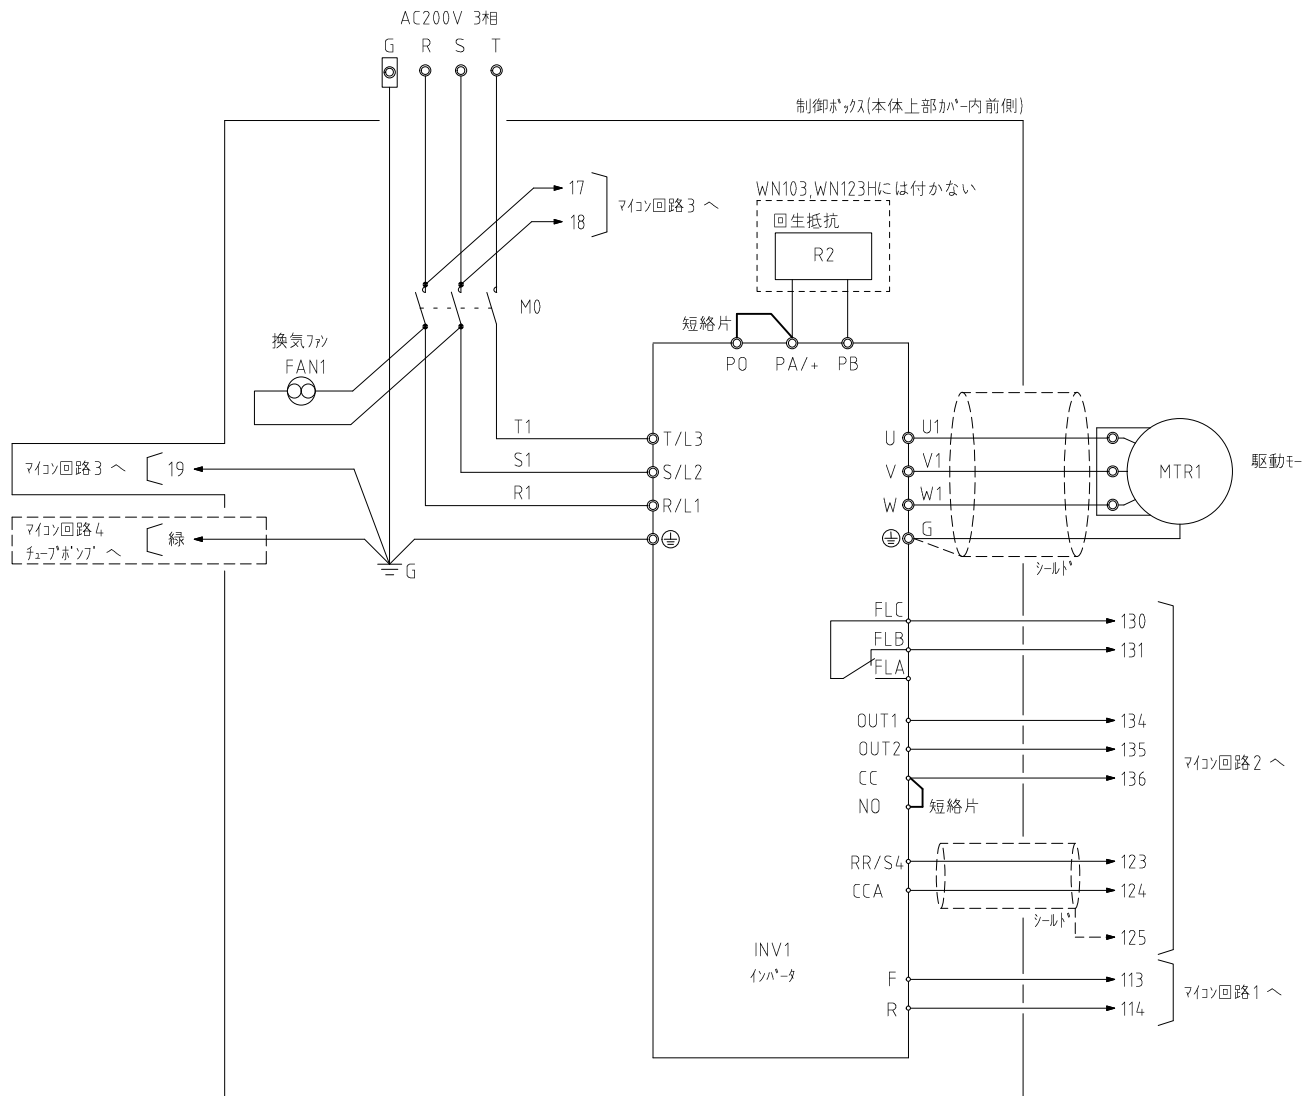 AC200V 3相
G R S T
制御ﾎﾞｯｸｽ(本体上部ｶﾊﾞｰ内前側)
17
18
ﾏｲｺﾝ回路3 へ
WN103,WN123Hには付かない
回生抵抗
R2
M0
短絡片
換気ﾌｧﾝ
FAN1
PO PA/+ PB
T1
T/L3
S1
S/L2
R1
R/L1
U U1
V V1
W W1
G
MTR1
駆動ﾓｰ
ｼｰﾙﾄﾞ
ﾏｲｺﾝ回路3 へ
19
ﾏｲｺﾝ回路4
ﾁｭｰﾌﾞﾎﾟﾝﾌﾟ へ
緑
G
FLC
130
FLB
131
FLA
OUT1
134
OUT2
135
CC
136
NO
短絡片
ﾏｲｺﾝ回路2 へ
RR/S4
123
CCA
124
ｼｰﾙﾄﾞ
125
INV1
ｲﾝﾊﾞｰﾀ
F
113
R
114
ﾏｲｺﾝ回路1 へ